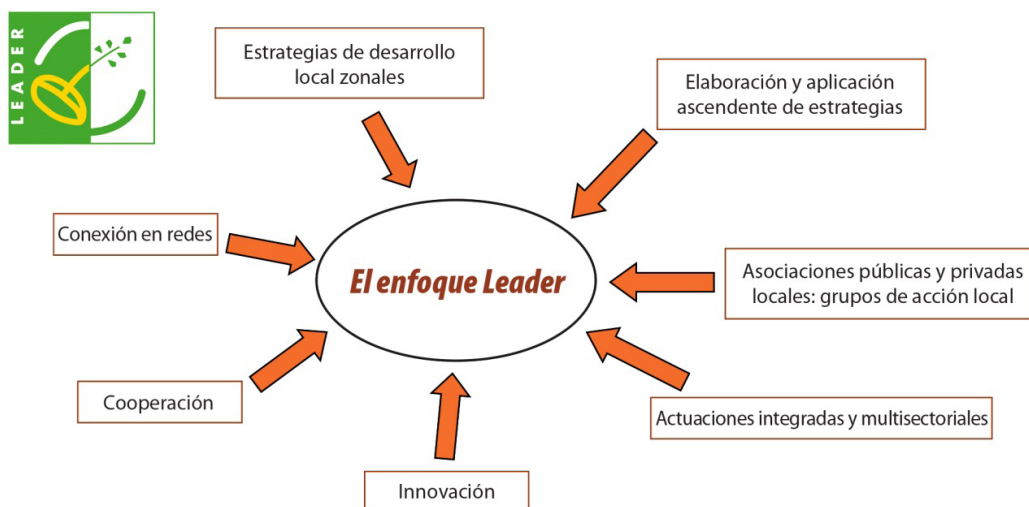 LEADER
Estrategias de desarrollo
local zonales
Elaboración y aplicación
ascendente de estrategias
Conexión en redes
El enfoque Leader
Asociaciones públicas y privadas
locales: grupos de acción local
Cooperación
Actuaciones integradas y multisectoriales
Innovación